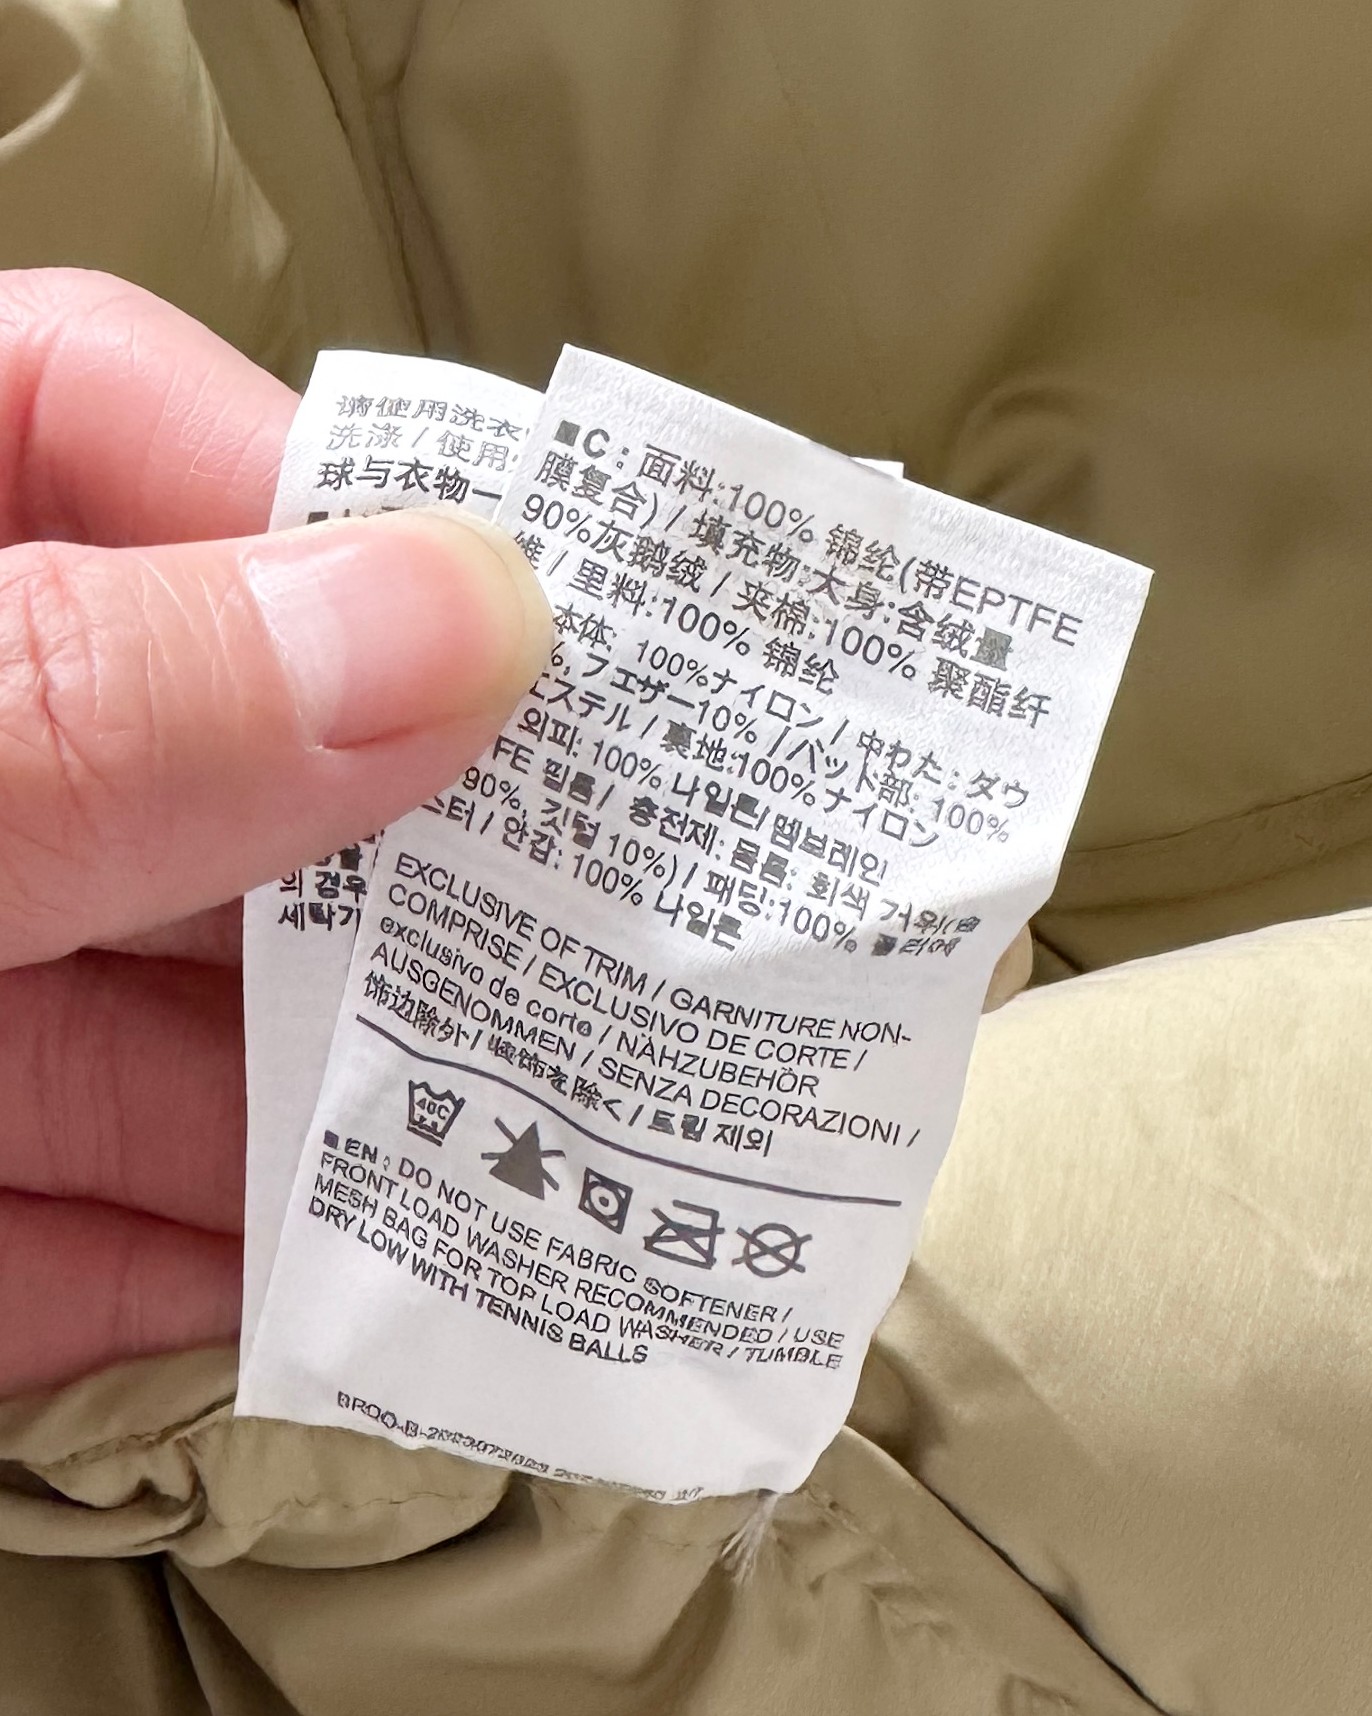 请使用洗衣
洗涤 / 使用
球与衣物一
의 경우
세탁기
■C : 面料:100% 锦纶(带EPTFE
膜复合) / 填充物:大身:含绒量
90%灰鹅绒 / 夹棉:100% 聚酯纤
维 / 里料:100% 锦纶
本体: 100%ナイロン / 中わた : ダウ
%, フエザー10% / パッド部: 100%
エステル / 裏地:100% ナイロン
외피: 100% 나일론/ 멤브레인
FE 필름/ 충전제: 몸통: 회색 거위(
90%, 깃털 10%) / 패딩:100% 폴리에
스터 / 안감: 100% 나일론
EXCLUSIVE OF TRIM / GARNITURE NON-
COMPRISE / EXCLUSIVO DE CORTE /
exclusivo de corte / NÄHZUBEHÖR
AUSGENOMMEN / SENZA DECORAZIONI /
饰边除外 / 装飾を除く / 트림 제외
40C
■ EN : DO NOT USE FABRIC SOFTENER /
FRONT LOAD WASHER RECOMMENDED / USE
MESH BAG FOR TOP LOAD WASHER / TUMBLE
DRY LOW WITH TENNIS BALLS